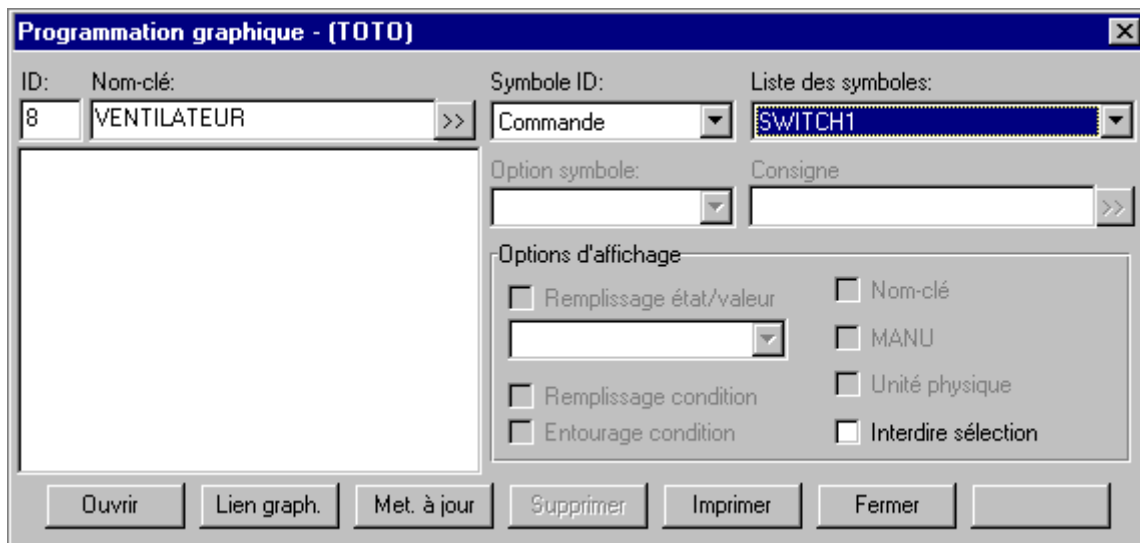 Programmation graphique - (TOTO)
ID: Nom-clé: Symbole ID: Liste des symboles:
8 VENTILATEUR >> Commande SWITCH1
Option symbole: Consigne
>>
Options d'affichage
Remplissage état/valeur Nom-clé
MANU
Unité physique
Remplissage condition
Entourage condition Interdire sélection
Ouvrir Lien graph. Met. à jour Supprimer Imprimer Fermer